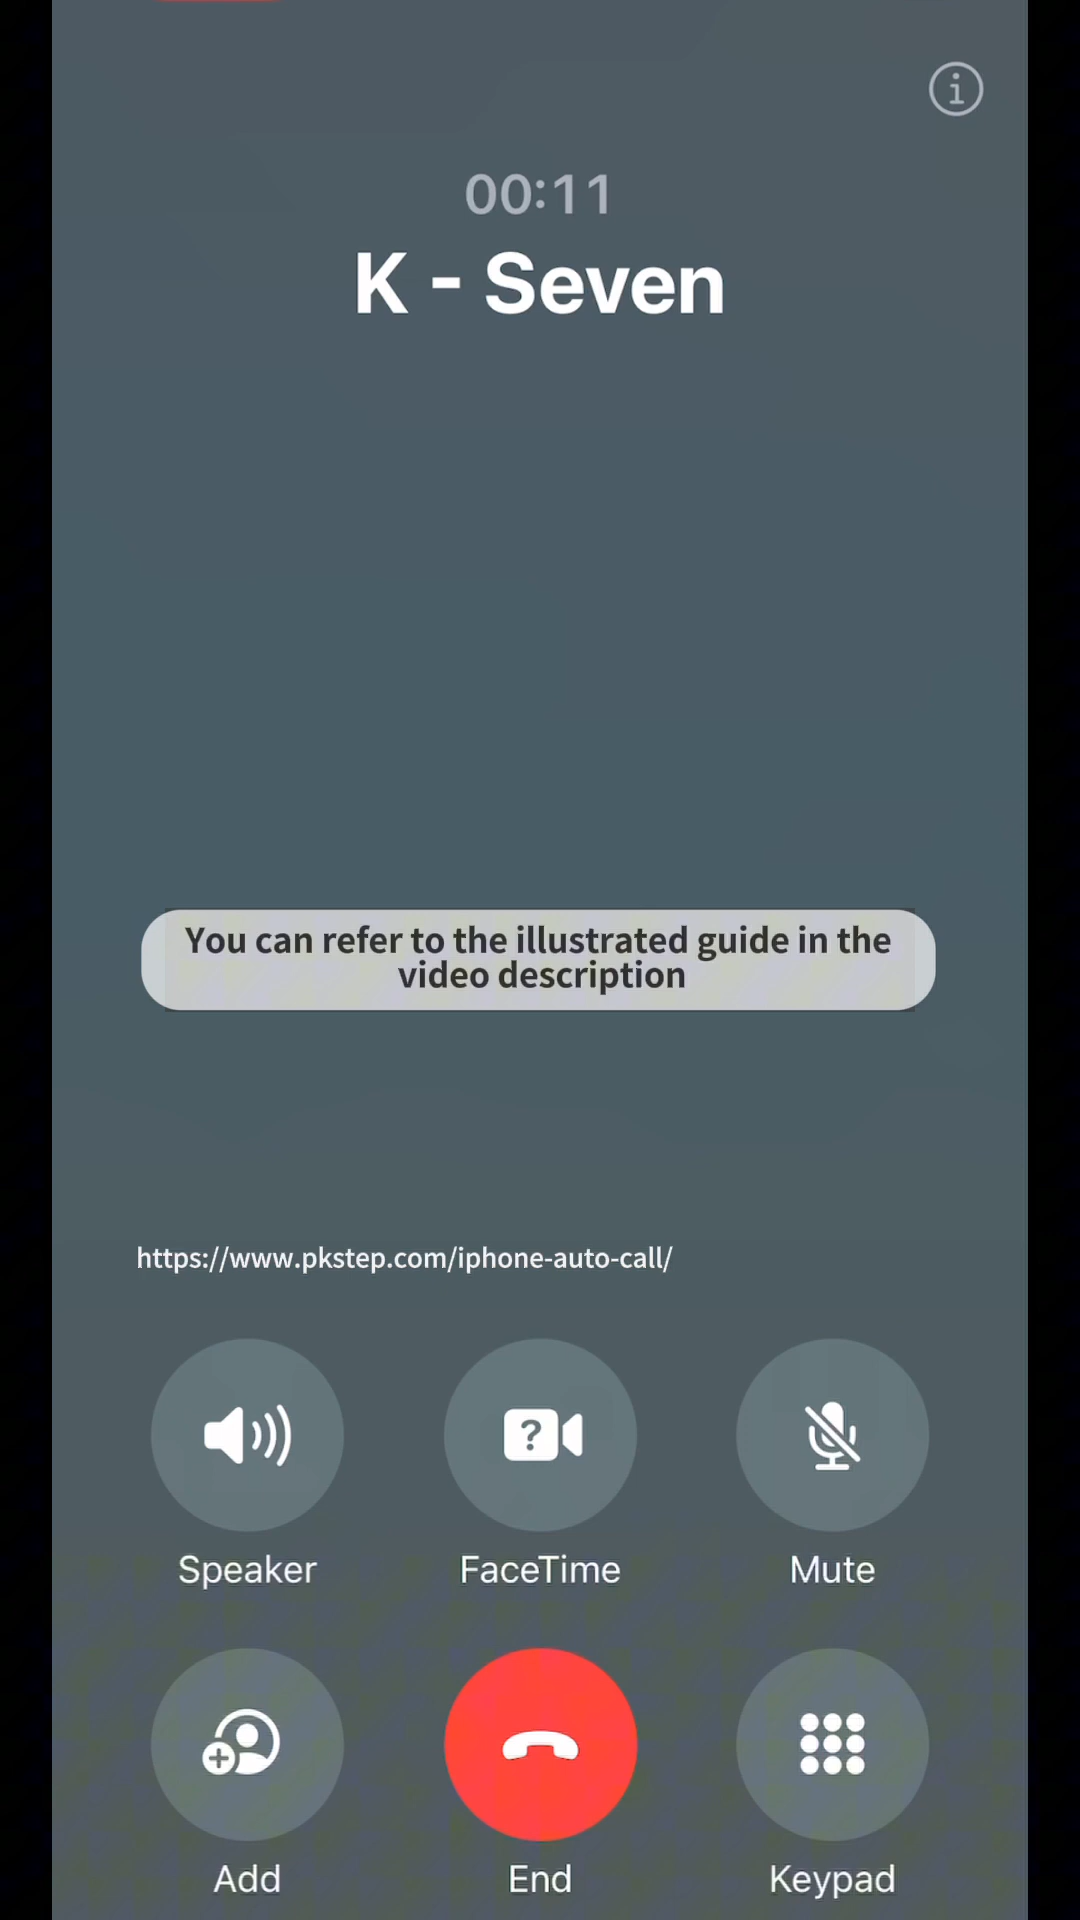 00:11
K - Seven
You can refer to the illustrated guide in the
video description
https://www.pkstep.com/iphone-auto-call/
Speaker
FaceTime
Mute
Add
End
Keypad